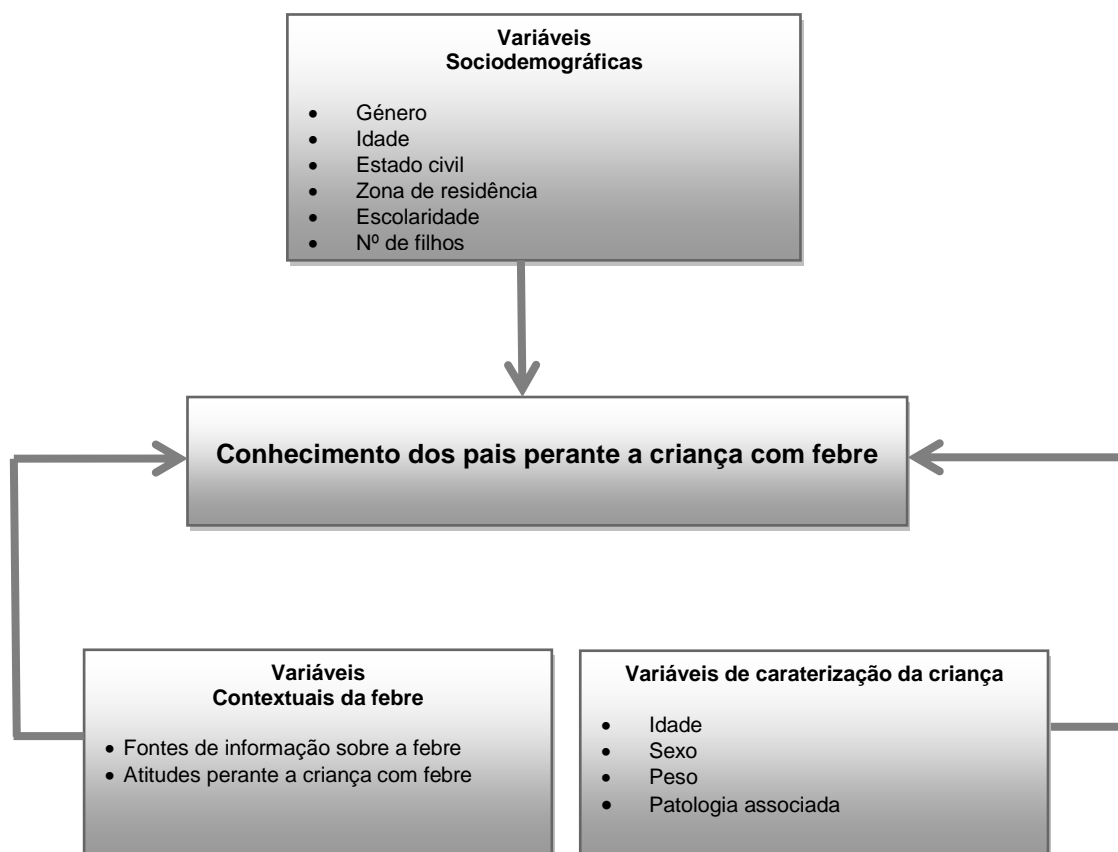 Variáveis
Sociodemográficas
• Género
• Idade
• Estado civil
• Zona de residência
• Escolaridade
• Nº de filhos
Conhecimento dos pais perante a criança com febre
Variáveis
Contextuais da febre
• Fontes de informação sobre a febre
• Atitudes perante a criança com febre
Variáveis de caraterização da criança
• Idade
• Sexo
• Peso
• Patologia associada